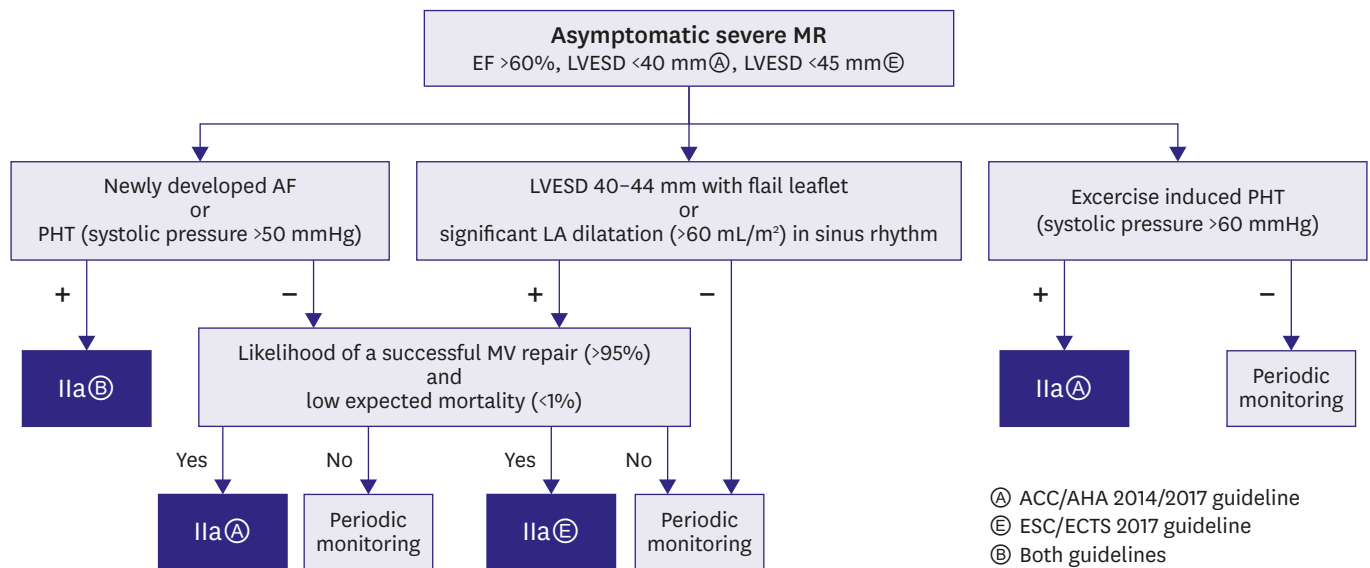 Asymptomatic severe MR
EF >60%, LVESD <40 mmⒶ, LVESD <45 mmⒺ
Newly developed AF
or
PHT (systolic pressure >50 mmHg)
LVESD 40–44 mm with flail leaflet
or
significant LA dilatation (>60 mL/m²) in sinus rhythm
Excercise induced PHT
(systolic pressure >60 mmHg)
+
−
+
−
+
−
IIaⒷ
Likelihood of a successful MV repair (>95%)
and
low expected mortality (<1%)
IIaⒶ
Periodic
monitoring
Yes
No
Yes
No
IIaⒶ
Periodic
monitoring
IIaⒺ
Periodic
monitoring
Ⓐ ACC/AHA 2014/2017 guideline
Ⓔ ESC/ECTS 2017 guideline
Ⓑ Both guidelines